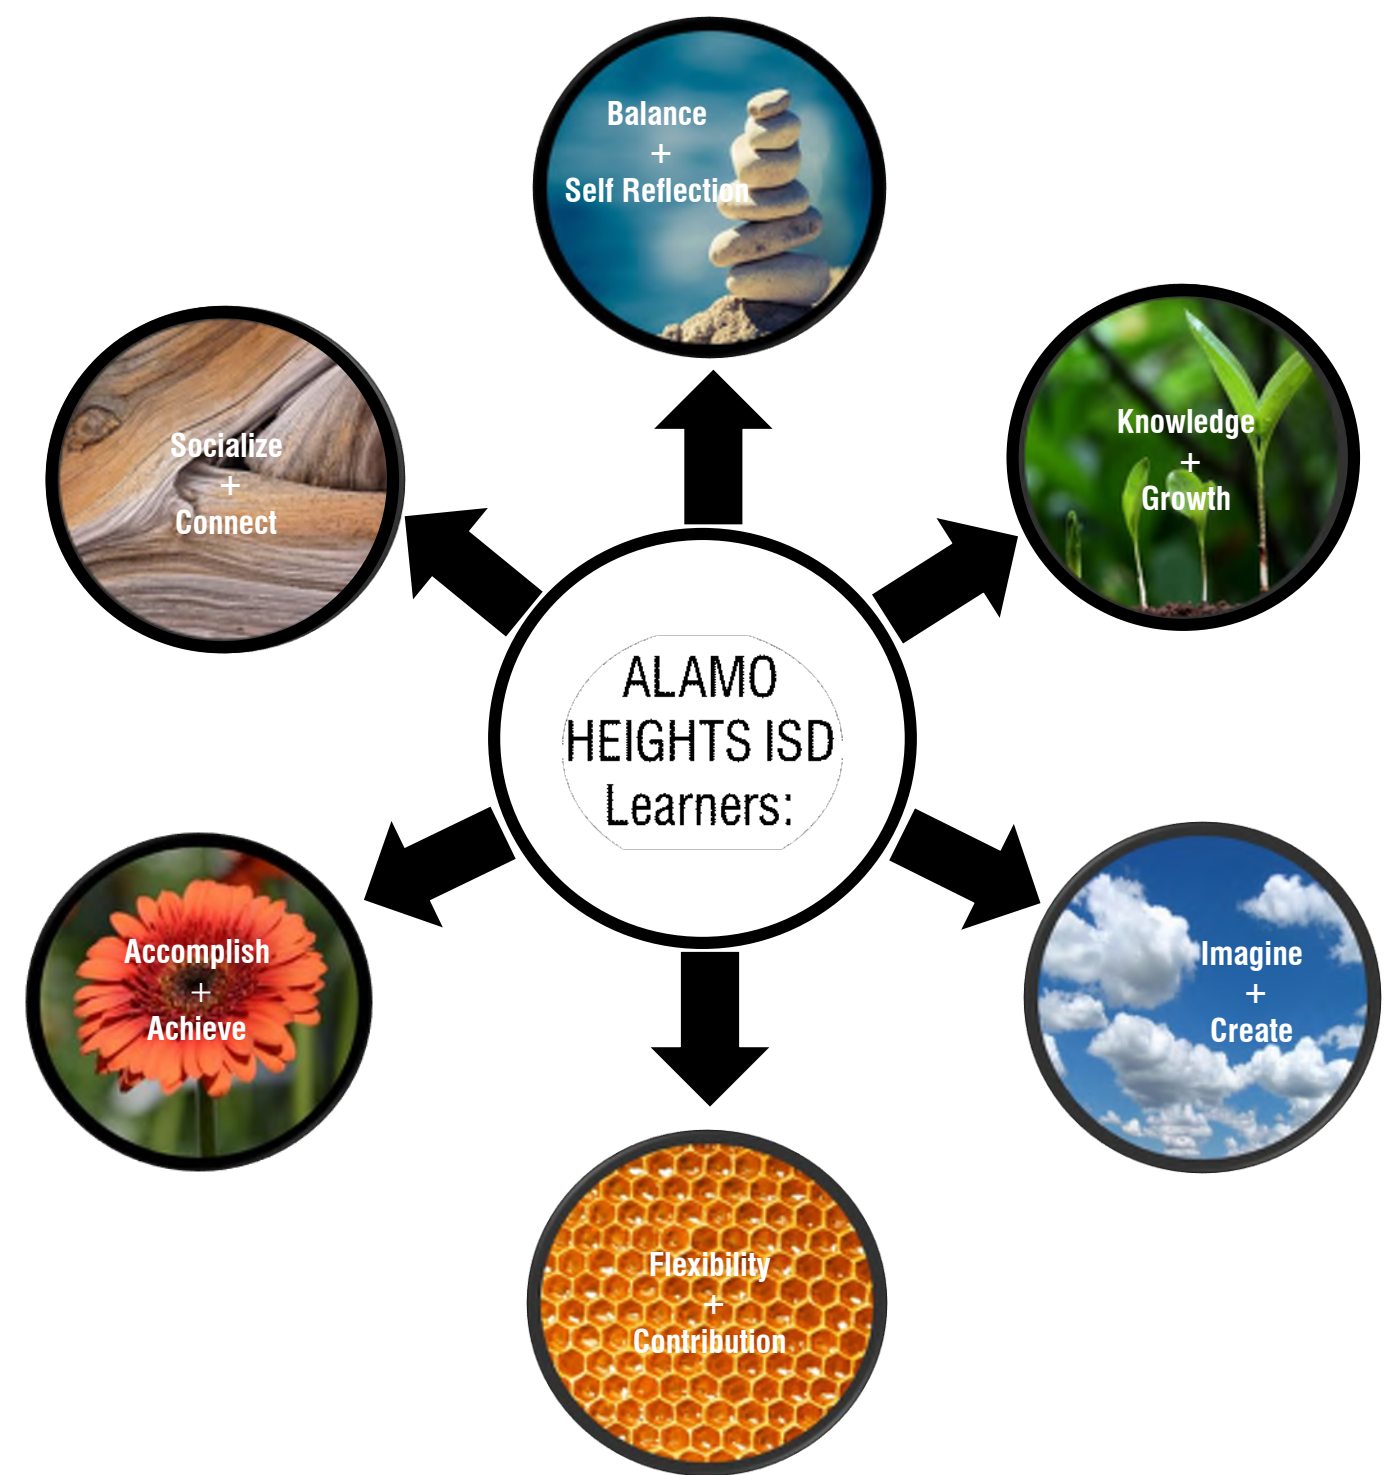 Balance
+
Self Reflection
Knowledge
+
Growth
Socialize
+
Connect
ALAMO
HEIGHTS ISD
Learners:
Accomplish
+
Achieve
Imagine
+
Create
Flexibility
+
Contribution